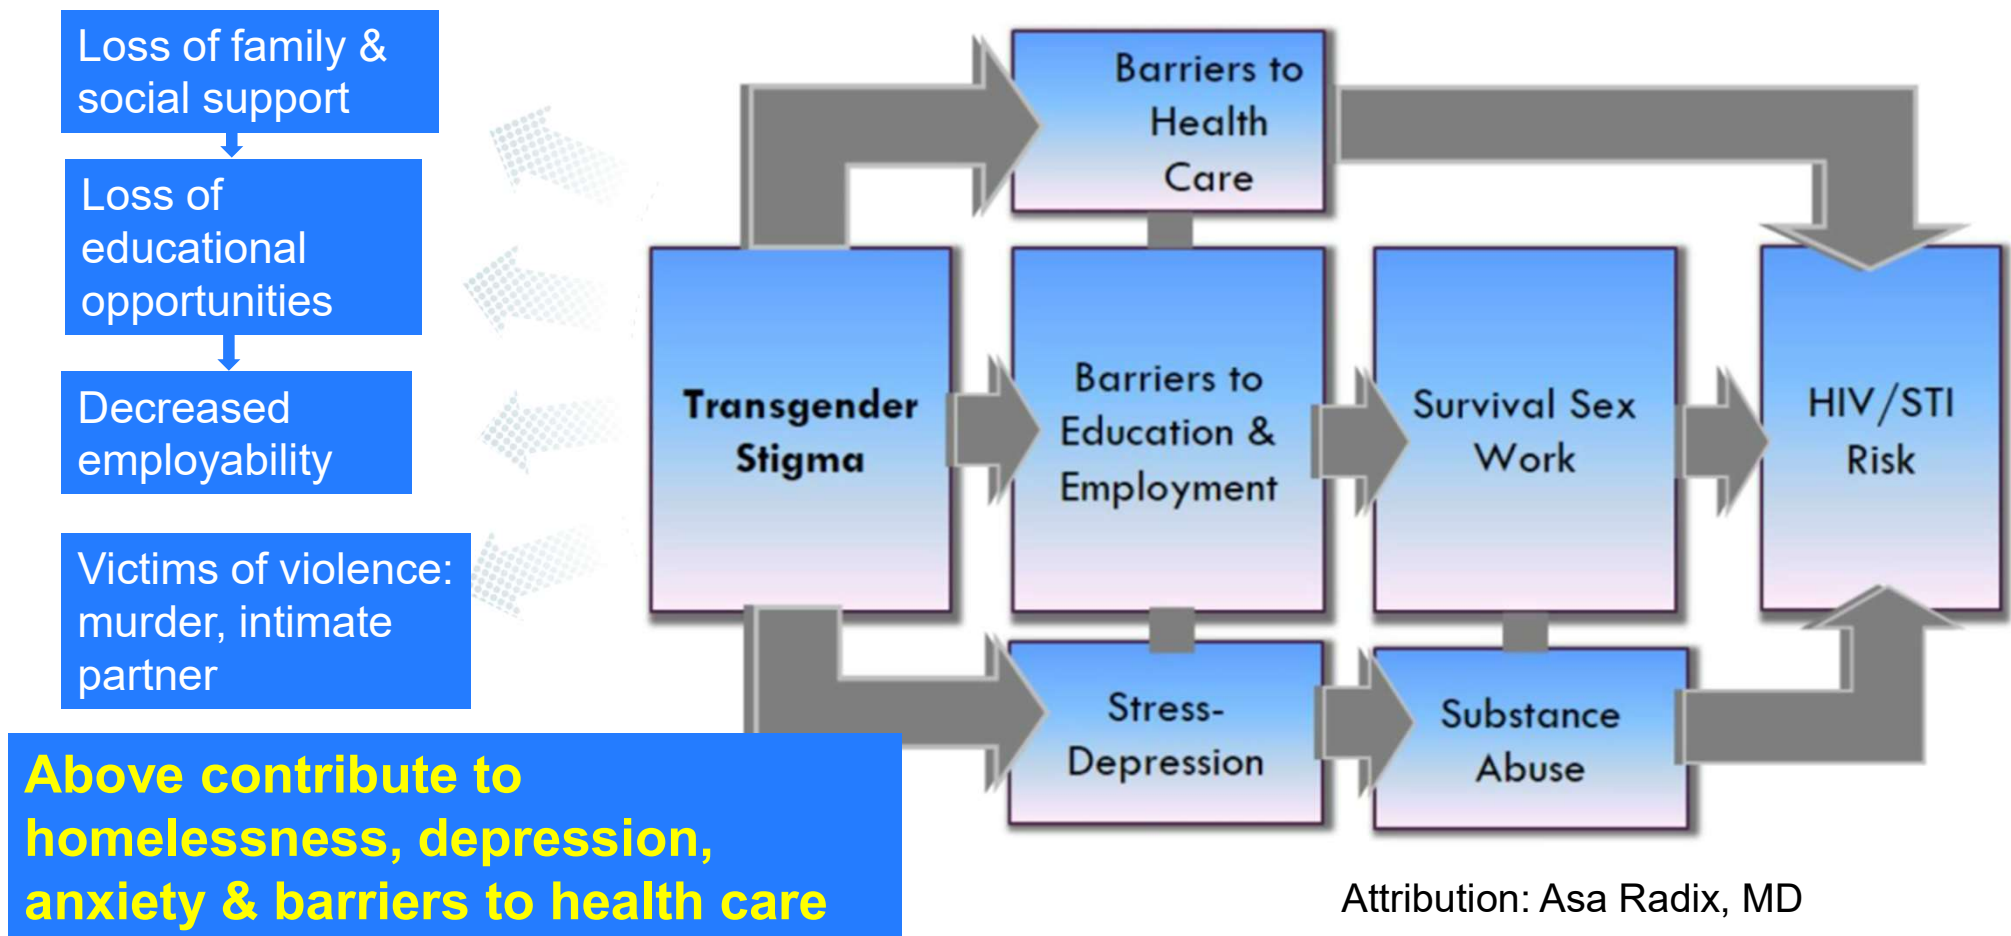 Loss of family &
social support
Loss of
educational
opportunities
Decreased
employability
Victims of violence:
murder, intimate
partner
Above contribute to
homelessness, depression,
anxiety & barriers to health care
Transgender
Stigma
Barriers to
Health
Care
Barriers to
Education &
Employment
Survival Sex
Work
HIV/STI
Risk
Stress-
Depression
Substance
Abuse
Attribution: Asa Radix, MD